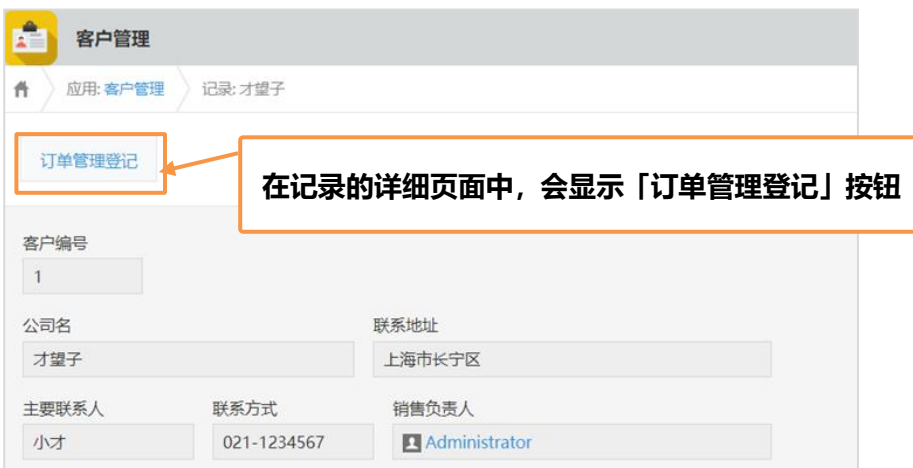 客户管理
应用: 客户管理 记录: 才望子
订单管理登记
在记录的详细页面中，会显示「订单管理登记」按钮
客户编号
1
公司名 联系地址
才望子 上海市长宁区
主要联系人 联系方式 销售负责人
小才 021-1234567 Administrator